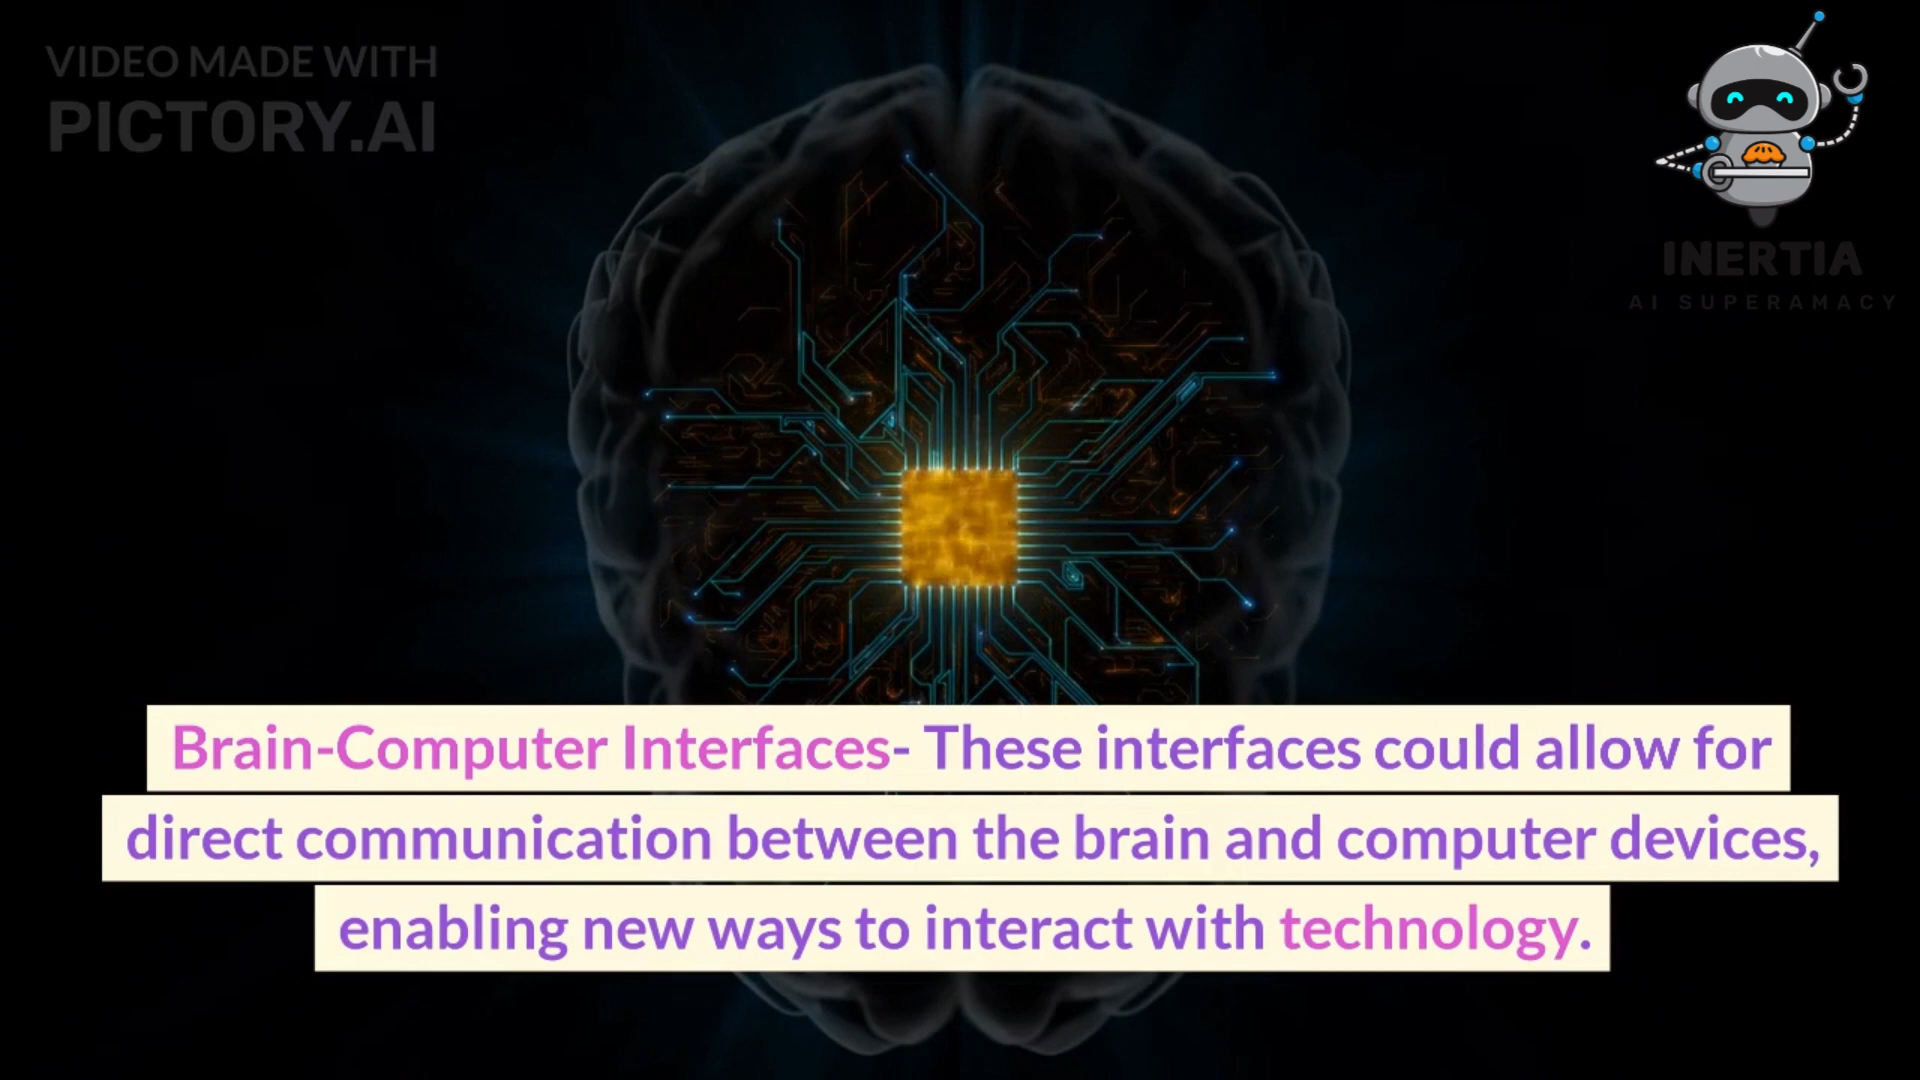 VIDEO MADE WITH
PICTORY.AI
INERTIA
AI SUPERAMACY
Brain-Computer Interfaces- These interfaces could allow for
direct communication between the brain and computer devices,
enabling new ways to interact with technology.